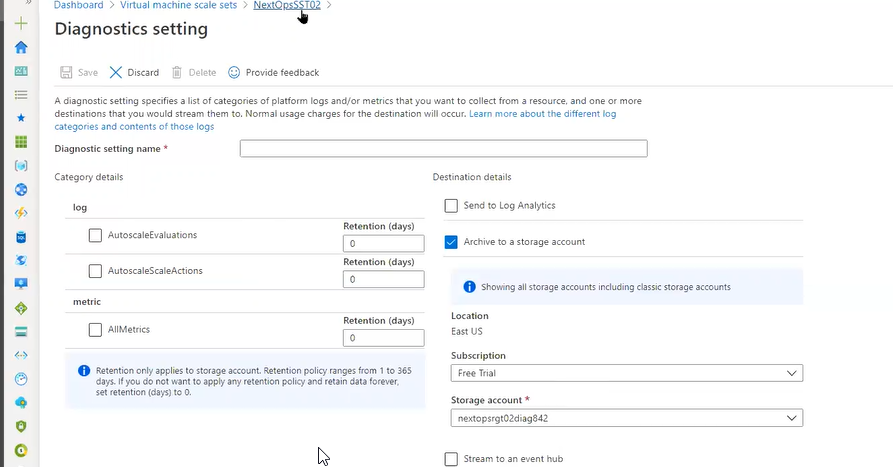 Dashboard > Virtual machine scale sets > NextOpsSST02 >
Diagnostics setting
Save Discard Delete Provide feedback
A diagnostic setting specifies a list of categories of platform logs and/or metrics that you want to collect from a resource, and one or more
destinations that you would stream them to. Normal usage charges for the destination will occur. Learn more about the different log
categories and contents of those logs
Diagnostic setting name *
Category details
log
AutoscaleEvaluations
Retention (days)
0
AutoscaleScaleActions
Retention (days)
0
metric
AllMetrics
Retention (days)
0
Retention only applies to storage account. Retention policy ranges from 1 to 365
days. If you do not want to apply any retention policy and retain data forever,
set retention (days) to 0.
Destination details
Send to Log Analytics
Archive to a storage account
Showing all storage accounts including classic storage accounts
Location
East US
Subscription
Free Trial
Storage account *
nextopsrgt02diag842
Stream to an event hub